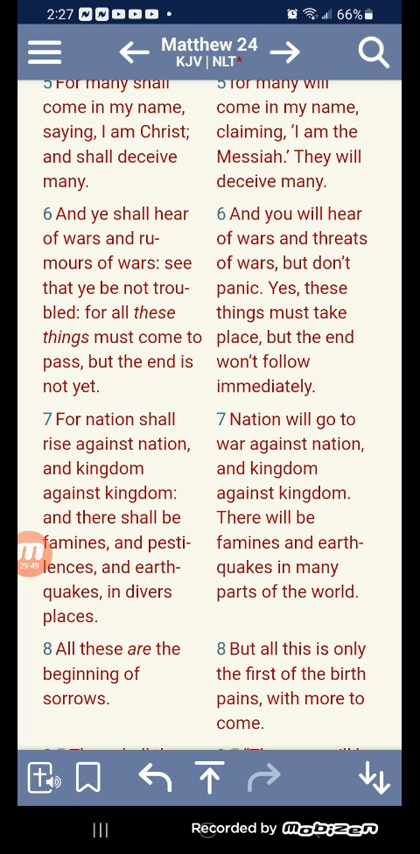 2:27
66%
Matthew 24
KJV | NLT*
5 For many shall
come in my name,
saying, I am Christ;
and shall deceive
many.
6 And ye shall hear
of wars and ru-
mours of wars: see
that ye be not trou-
bled: for all these
things must come to
pass, but the end is
not yet.
7 For nation shall
rise against nation,
and kingdom
against kingdom:
and there shall be
famines, and pesti-
lences, and earth-
quakes, in divers
places.
8 All these are the
beginning of
sorrows.
5 for many will
come in my name,
claiming, ‘I am the
Messiah.’ They will
deceive many.
6 And you will hear
of wars and threats
of wars, but don’t
panic. Yes, these
things must take
place, but the end
won’t follow
immediately.
7 Nation will go to
war against nation,
and kingdom
against kingdom.
There will be
famines and earth-
quakes in many
parts of the world.
8 But all this is only
the first of the birth
pains, with more to
come.
29:49
Recorded by Mobizen